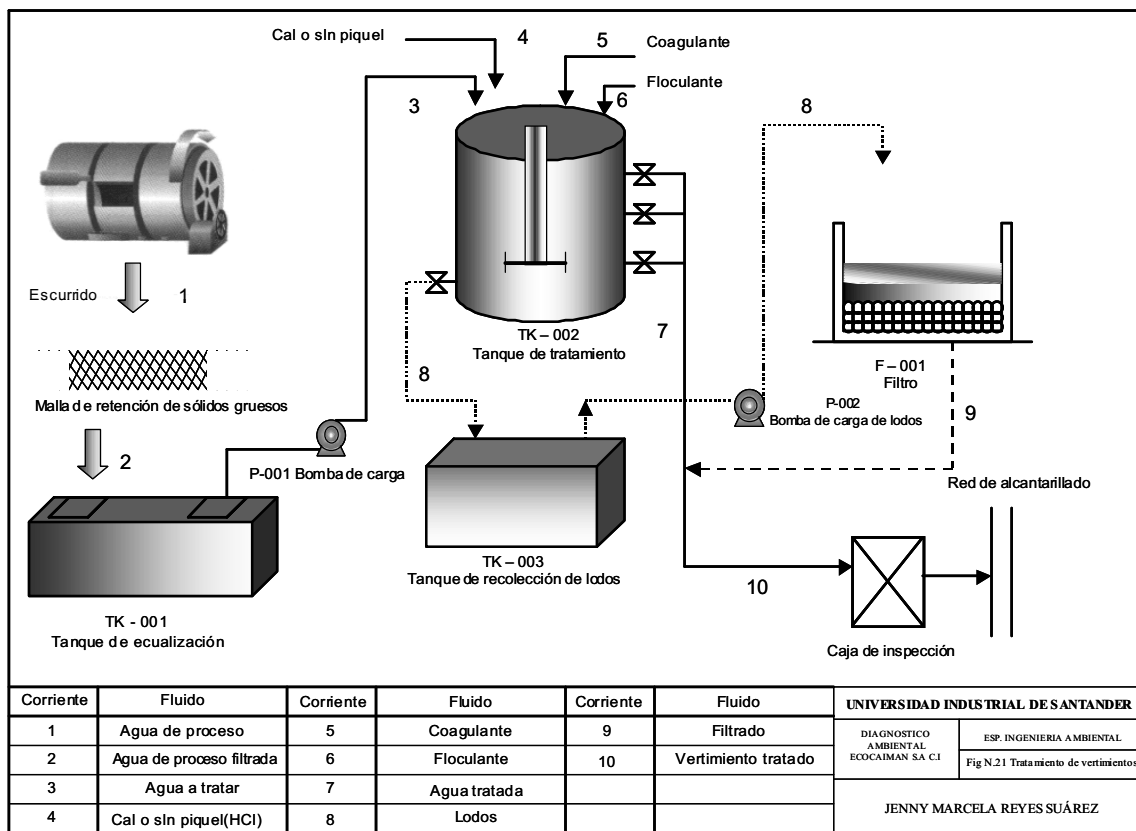 Cal o sln piquel
4
5
Coagulante
Floculante
3
6
8
Escurrido
1
TK – 002
Tanque de tratamiento
7
F – 001
Filtro
8
Malla de retención de sólidos gruesos
P-002
Bomba de carga de lodos
9
2
P-001 Bomba de carga
Red de alcantarillado
TK – 003
Tanque de recolección de lodos
10
TK - 001
Tanque de ecualización
Caja de inspección
Corriente Fluido Corriente Fluido Corriente Fluido
1 Agua de proceso 5 Coagulante 9 Filtrado
2 Agua de proceso filtrada 6 Floculante 10 Vertimiento tratado
3 Agua a tratar 7 Agua tratada
4 Cal o sln piquel(HCl) 8 Lodos
UNIVERSIDAD INDUSTRIAL DE SANTANDER
DIAGNOSTICO
AMBIENTAL
ECOCAIMAN S.A C.I
ESP. INGENIERIA AMBIENTAL
Fig N.21 Tratamiento de vertimientos
JENNY MARCELA REYES SUÁREZ